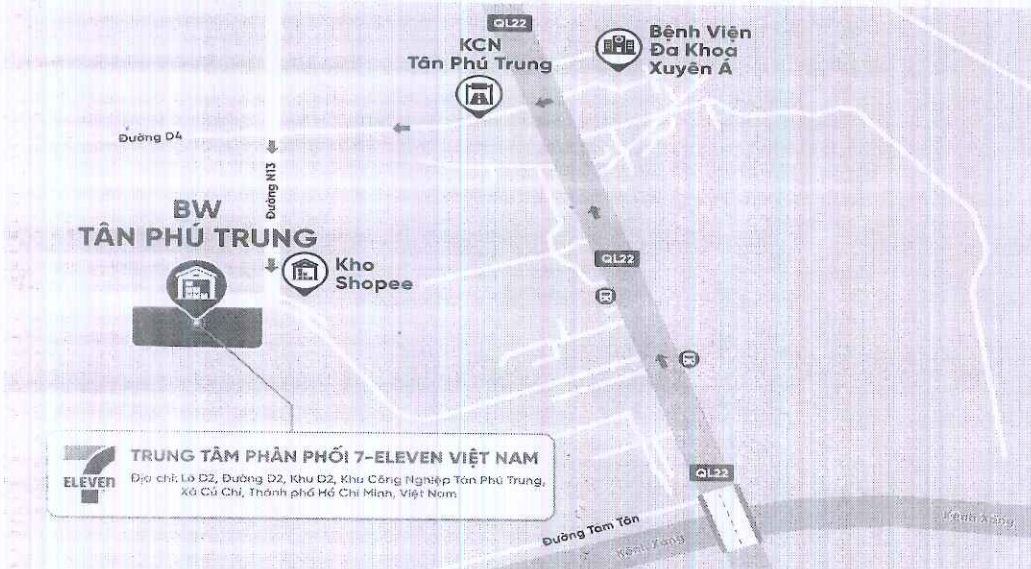 QL22
KCN
Tân Phú Trung
Bệnh Viện
Đa Khoa
Xuyên Á
Đường D4
Đường N13
BW
TÂN PHÚ TRUNG
Kho
Shopee
QL22
7
ELEVEN
TRUNG TÂM PHÂN PHỐI 7-ELEVEN VIỆT NAM
Địa chỉ: Lô D2, Đường D2, Khu D2, Khu Công Nghiệp Tân Phú Trung,
Xã Củ Chi, Thành phố Hồ Chí Minh, Việt Nam
QL22
Đường Tam Tân
Kênh Xáng
Kênh Xáng